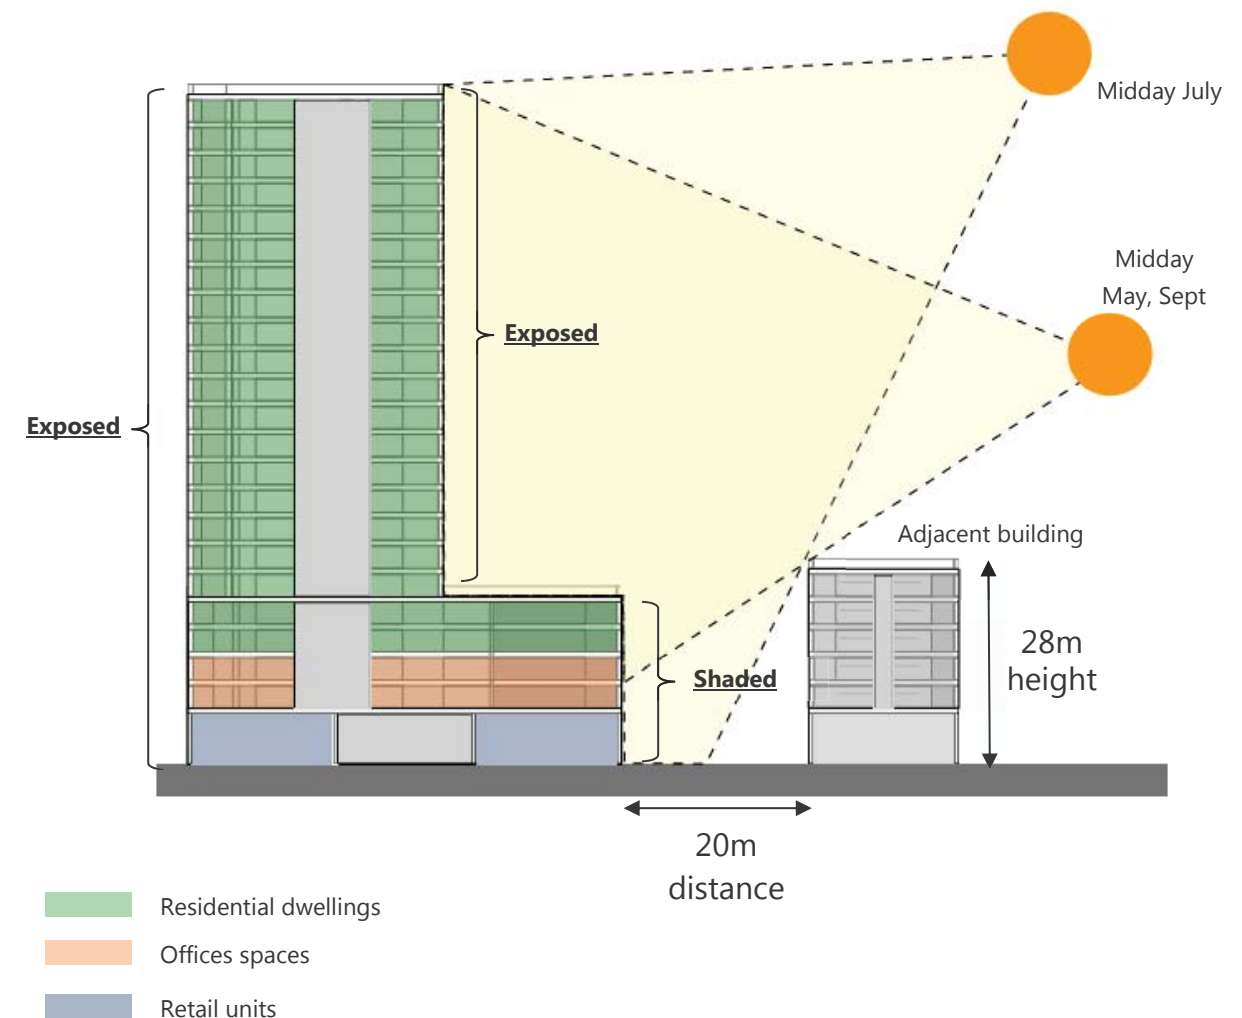 Midday July
Midday
May, Sept
Exposed
Exposed
Adjacent building
28m
height
Shaded
20m
distance
Residential dwellings
Offices spaces
Retail units